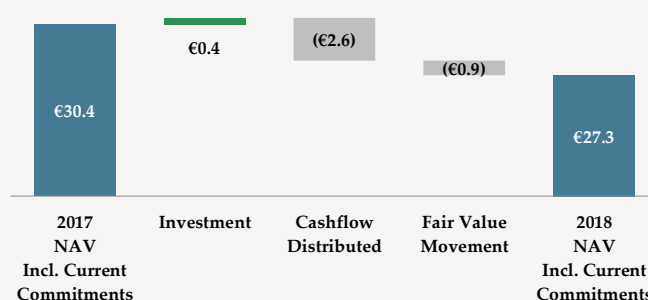 €30.4
€0.4
(€2.6)
(€0.9)
€27.3
2017
NAV
Incl. Current
Commitments
Investment
Cashflow
Distributed
Fair Value
Movement
2018
NAV
Incl. Current
Commitments